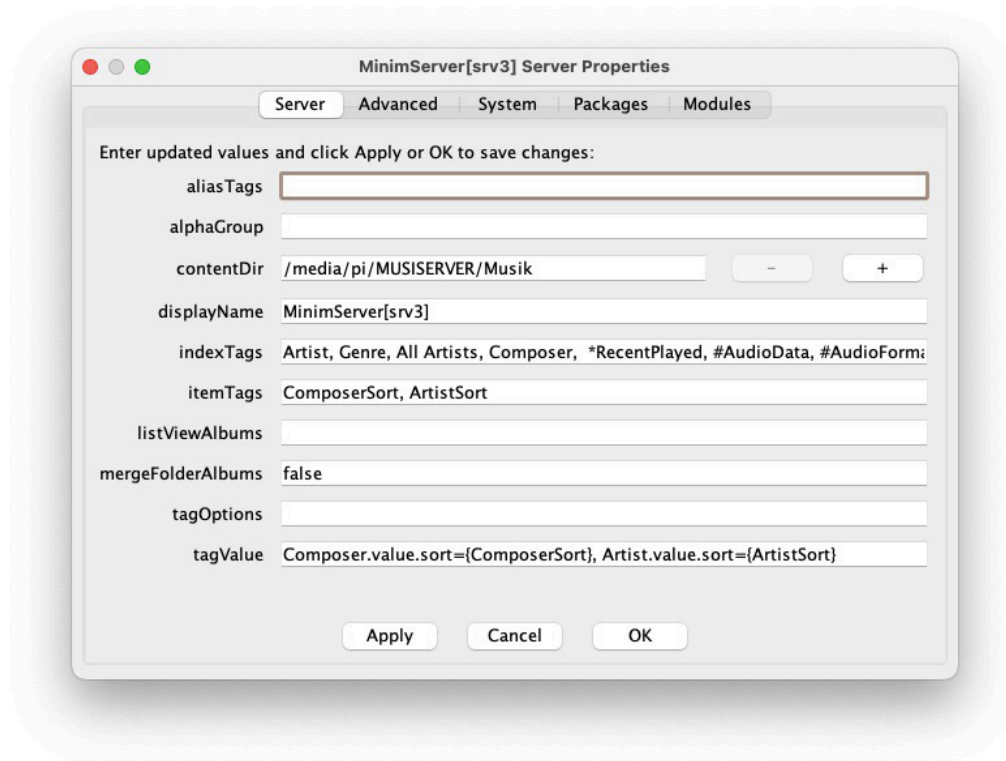 MinimServer[srv3] Server Properties
Server Advanced System Packages Modules
Enter updated values and click Apply or OK to save changes:
aliasTags
alphaGroup
contentDir /media/pi/MUSISERVER/Musik - +
displayName MinimServer[srv3]
indexTags Artist, Genre, All Artists, Composer,  *RecentPlayed, #AudioData, #AudioForma
itemTags ComposerSort, ArtistSort
listViewAlbums
mergeFolderAlbums false
tagOptions
tagValue Composer.value.sort={ComposerSort}, Artist.value.sort={ArtistSort}
Apply Cancel OK